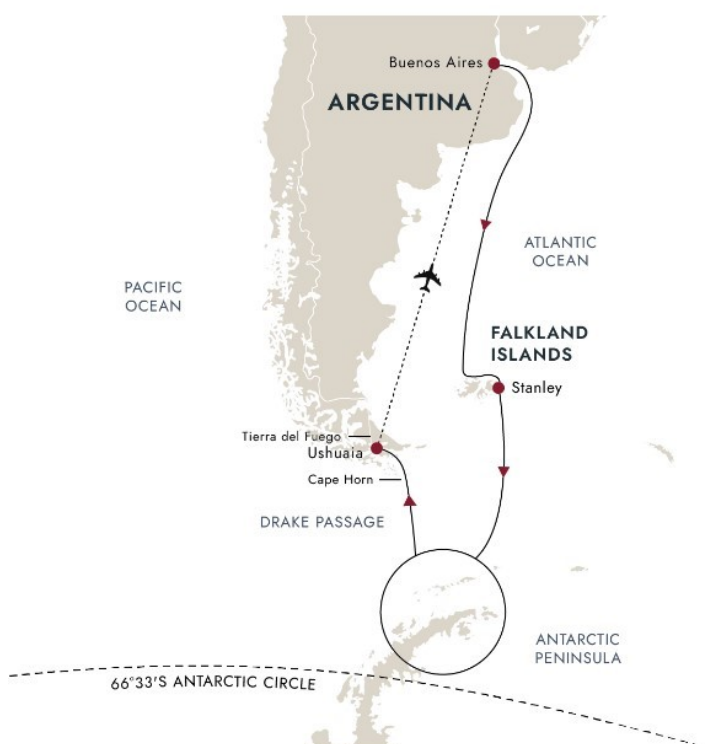 Buenos Aires
ARGENTINA
ATLANTIC
OCEAN
PACIFIC
OCEAN
FALKLAND
ISLANDS
Stanley
Tierra del Fuego
Ushuaia
Cape Horn
DRAKE PASSAGE
ANTARCTIC
PENINSULA
66°33'S ANTARCTIC CIRCLE